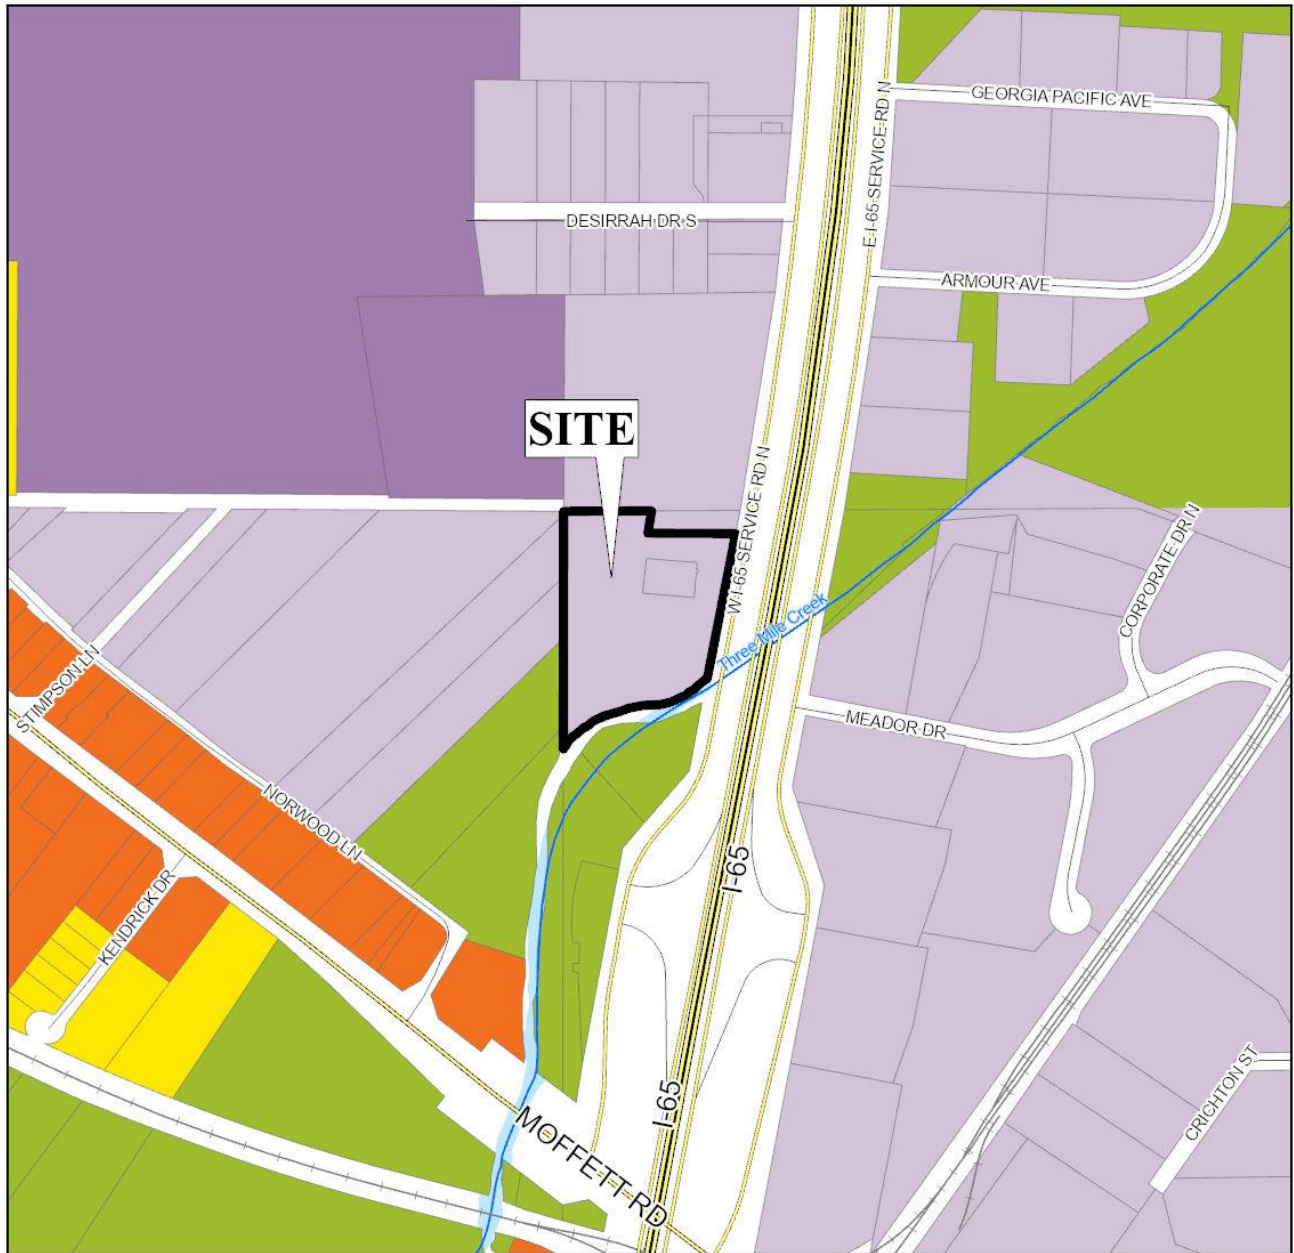 GEORGIA PACIFIC AVE
E I-65 SERVICE RD N
DESIRRAH DR S
ARMOUR AVE
SITE
W I-65 SERVICE RD N
CORPORATE DR N
Three Mile Creek
STIMPSON LN
MEADOR DR
NORWOOD LN
I-65
KENDRICK DR
I-65
CRICHTON ST
MOFFETT RD